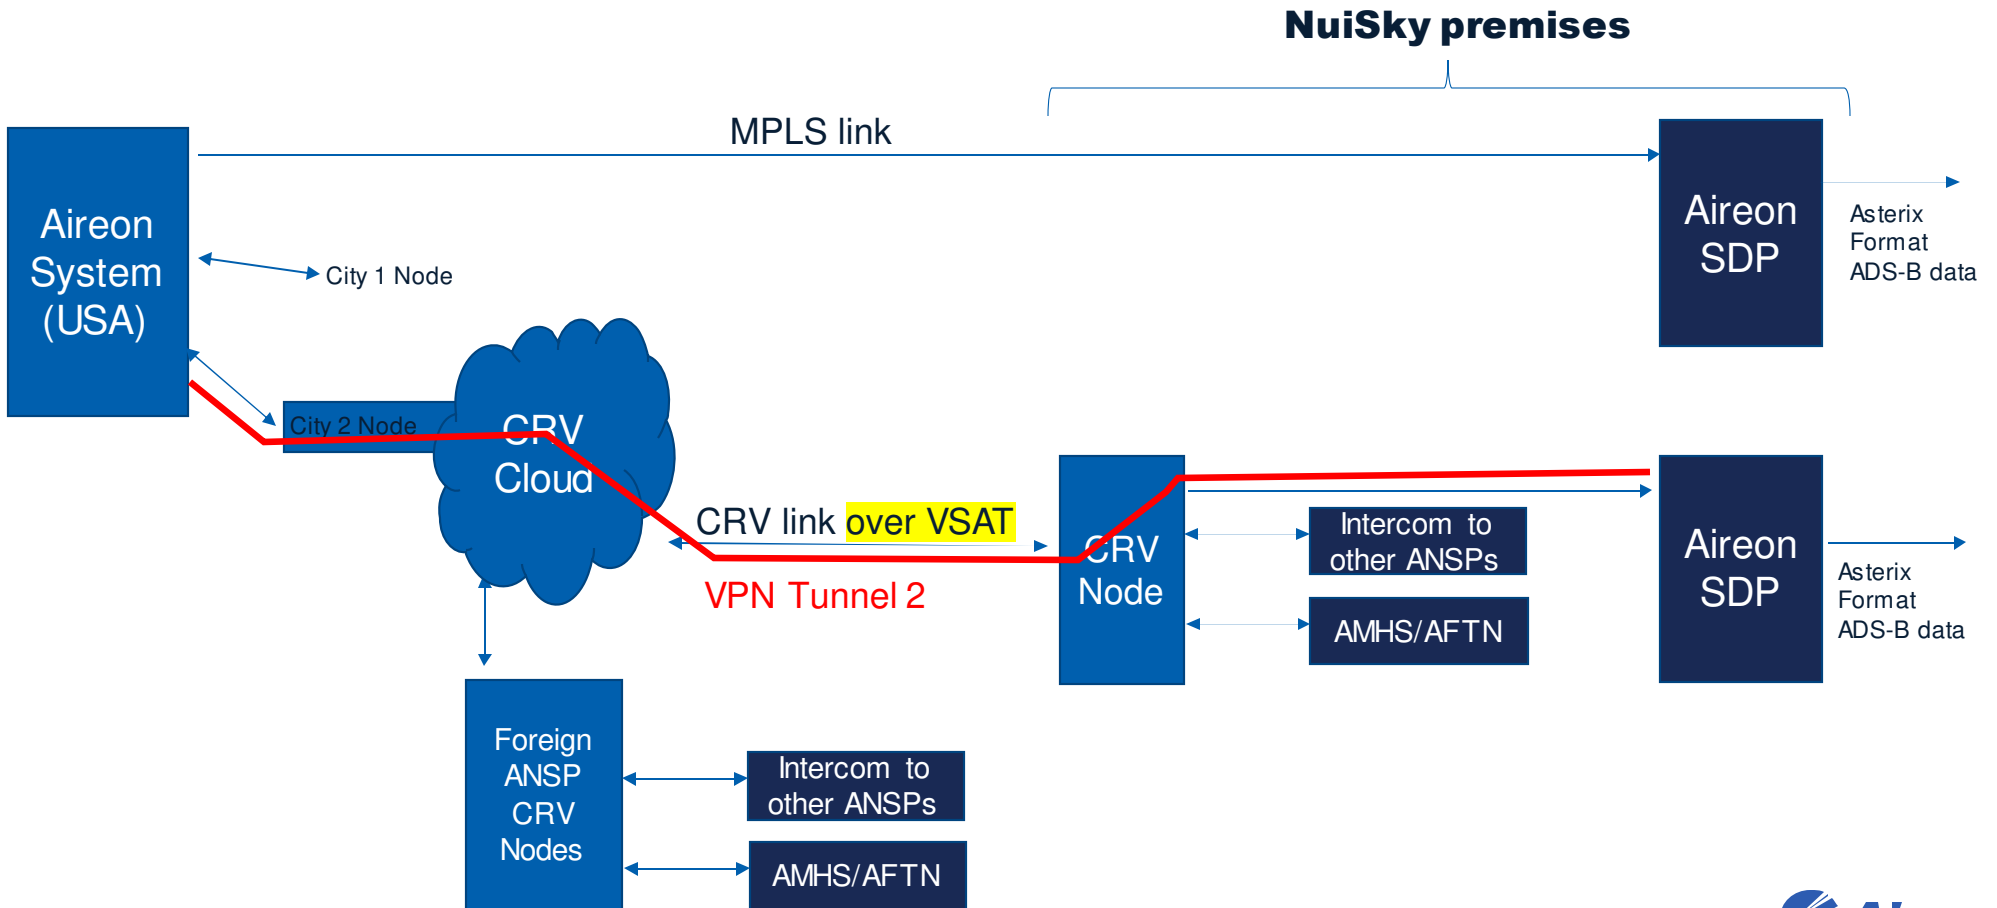 NuiSky premises
MPLS link
Aireon
System
(USA)
City 1 Node
Aireon
SDP
Asterix
Format
ADS-B data
City 2 Node
CRV
Cloud
CRV link over VSAT
VPN Tunnel 2
CRV
Node
Intercom to
other ANSPs
AMHS/AFTN
Aireon
SDP
Asterix
Format
ADS-B data
Foreign
ANSP
CRV
Nodes
Intercom to
other ANSPs
AMHS/AFTN